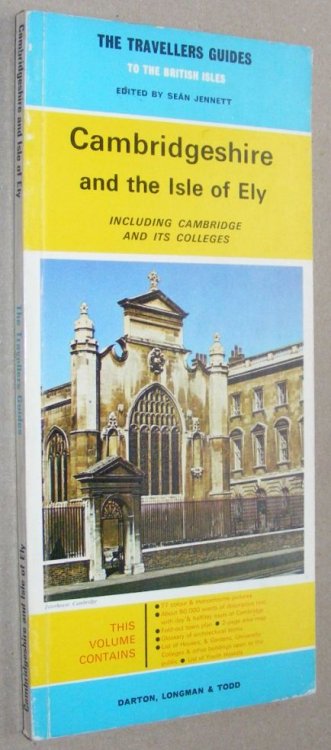 THE TRAVELLERS GUIDES
TO THE BRITISH ISLES
EDITED BY SEÁN JENNETT
Cambridgeshire
and the Isle of Ely
INCLUDING CAMBRIDGE
AND ITS COLLEGES
Peterhouse, Cambridge
THIS
VOLUME
CONTAINS
colour & monochrome pictures
• About 60,000 words of descriptive text,
with day & halfday tours of Cambridge
• Fold-out town plan • 2-page area map
• Glossary of architectural terms
• List of Houses, & Gardens, University
Colleges & other buildings open to the
public • List of Youth Hostels
DARTON, LONGMAN & TODD
Cambridgeshire and Isle of Ely
The Travellers Guides
Cambridgeshire and Isle of Ely